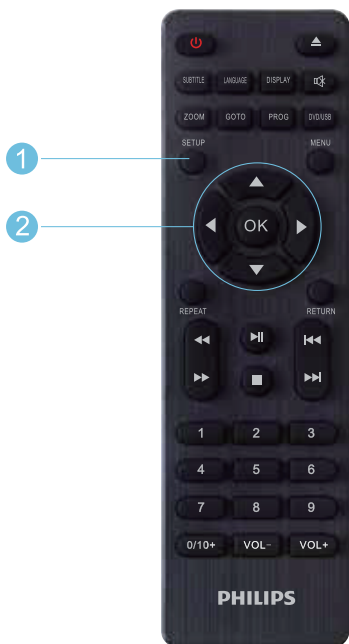 SUBTITLE LANGUAGE DISPLAY
ZOOM GOTO PROG DVD/USB
SETUP MENU
1
2
OK
REPEAT RETURN
1 2 3
4 5 6
7 8 9
0/10+ VOL- VOL+
PHILIPS